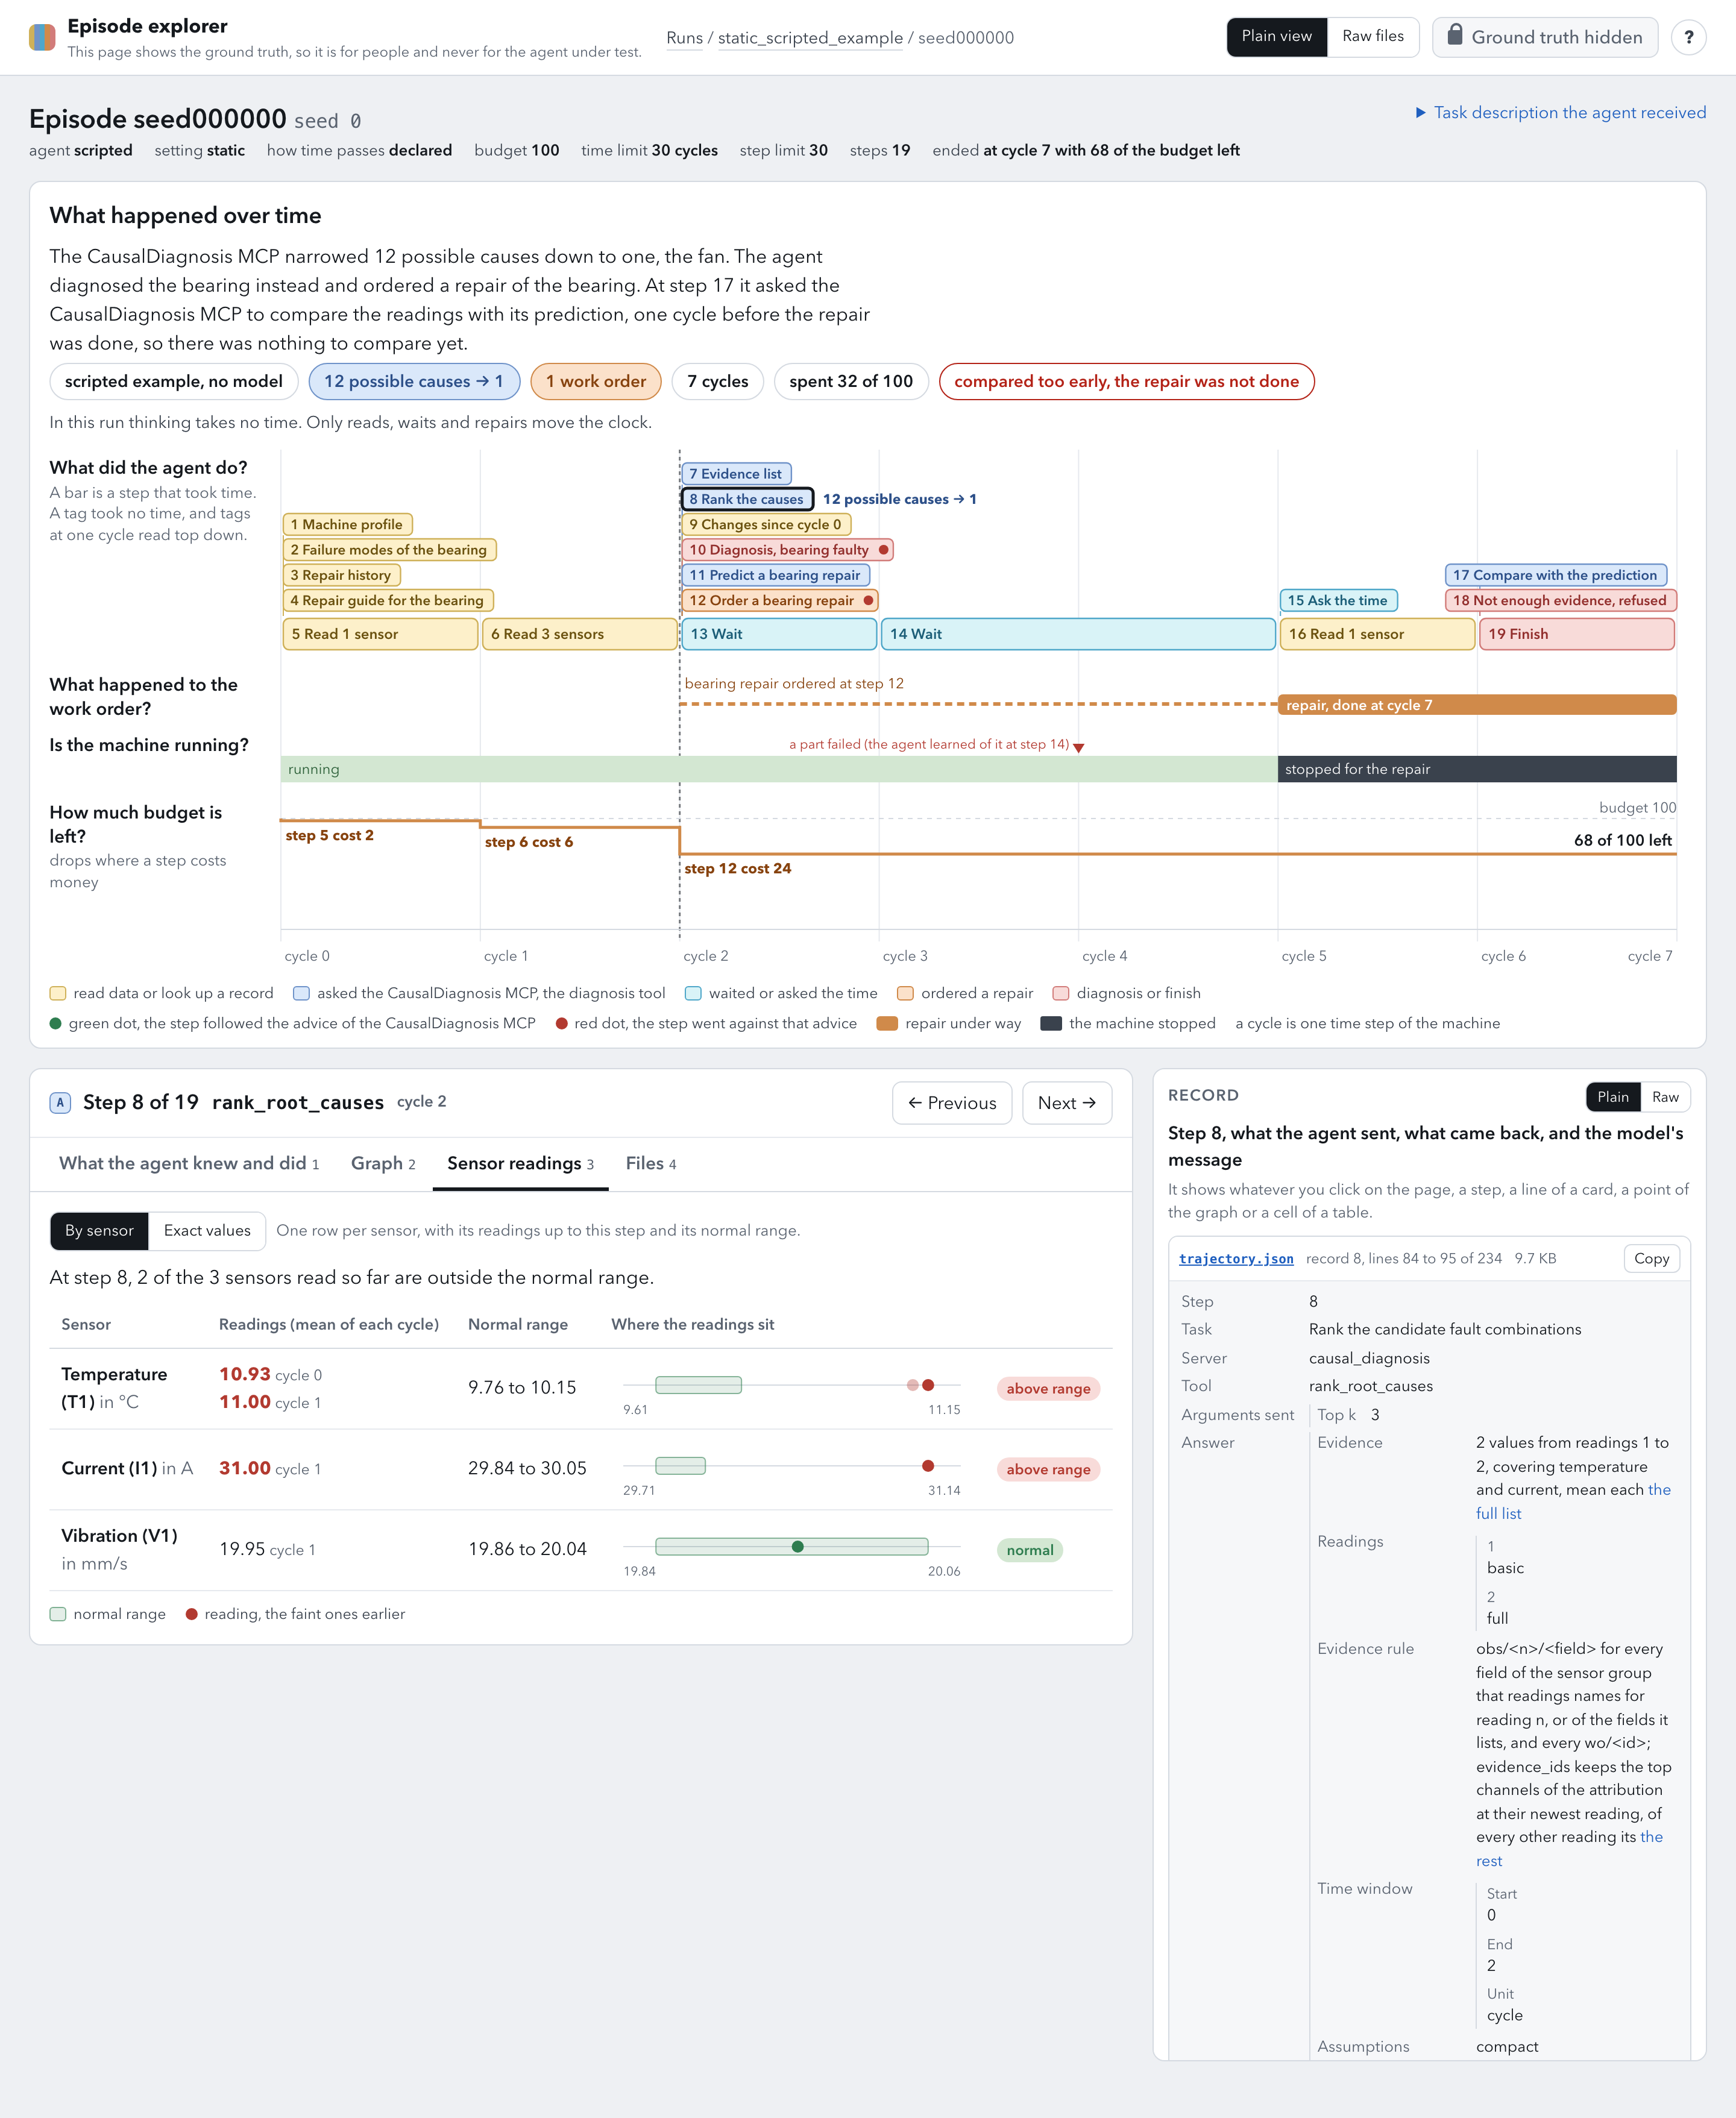 Episode explorer
This page shows the ground truth, so it is for people and never for the agent under test.
Runs / static_scripted_example / seed000000
Plain view
Raw files
Ground truth hidden
?
Episode seed000000 seed 0
Task description the agent received
agent scripted setting static how time passes declared budget 100 time limit 30 cycles step limit 30 steps 19 ended at cycle 7 with 68 of the budget left
What happened over time
The CausalDiagnosis MCP narrowed 12 possible causes down to one, the fan. The agent
diagnosed the bearing instead and ordered a repair of the bearing. At step 17 it asked the
CausalDiagnosis MCP to compare the readings with its prediction, one cycle before the repair
was done, so there was nothing to compare yet.
scripted example, no model
12 possible causes → 1
1 work order
7 cycles
spent 32 of 100
compared too early, the repair was not done
In this run thinking takes no time. Only reads, waits and repairs move the clock.
What did the agent do?
A bar is a step that took time.
A tag took no time, and tags
at one cycle read top down.
7 Evidence list
8 Rank the causes 12 possible causes → 1
1 Machine profile
9 Changes since cycle 0
2 Failure modes of the bearing
10 Diagnosis, bearing faulty
3 Repair history
11 Predict a bearing repair
17 Compare with the prediction
4 Repair guide for the bearing
12 Order a bearing repair
15 Ask the time
18 Not enough evidence, refused
5 Read 1 sensor
6 Read 3 sensors
13 Wait
14 Wait
16 Read 1 sensor
19 Finish
What happened to the
work order?
bearing repair ordered at step 12
repair, done at cycle 7
Is the machine running?
a part failed (the agent learned of it at step 14)
running
stopped for the repair
How much budget is
left?
drops where a step costs
money
budget 100
step 5 cost 2
step 6 cost 6
68 of 100 left
step 12 cost 24
cycle 0
cycle 1
cycle 2
cycle 3
cycle 4
cycle 5
cycle 6
cycle 7
read data or look up a record
asked the CausalDiagnosis MCP, the diagnosis tool
waited or asked the time
ordered a repair
diagnosis or finish
green dot, the step followed the advice of the CausalDiagnosis MCP
red dot, the step went against that advice
repair under way
the machine stopped
a cycle is one time step of the machine
A Step 8 of 19 rank_root_causes cycle 2
← Previous
Next →
What the agent knew and did 1
Graph 2
Sensor readings 3
Files 4
By sensor
Exact values
One row per sensor, with its readings up to this step and its normal range.
At step 8, 2 of the 3 sensors read so far are outside the normal range.
Sensor
Readings (mean of each cycle)
Normal range
Where the readings sit
Temperature
(T1) in °C
10.93 cycle 0
11.00 cycle 1
9.76 to 10.15
9.61
11.15
above range
Current (I1) in A
31.00 cycle 1
29.84 to 30.05
29.71
31.14
above range
Vibration (V1)
in mm/s
19.95 cycle 1
19.86 to 20.04
19.84
20.06
normal
normal range
reading, the faint ones earlier
RECORD
Plain
Raw
Step 8, what the agent sent, what came back, and the model's
message
It shows whatever you click on the page, a step, a line of a card, a point of
the graph or a cell of a table.
trajectory.json record 8, lines 84 to 95 of 234 9.7 KB
Copy
Step 8
Task Rank the candidate fault combinations
Server causal_diagnosis
Tool rank_root_causes
Arguments sent Top k 3
Answer
Evidence
2 values from readings 1 to
2, covering temperature
and current, mean each the
full list
Readings
1
basic
2
full
Evidence rule
obs/<n>/<field> for every
field of the sensor group
that readings names for
reading n, or of the fields it
lists, and every wo/<id>;
evidence_ids keeps the top
channels of the attribution
at their newest reading, of
every other reading its the
rest
Time window
Start
0
End
2
Unit
cycle
Assumptions compact